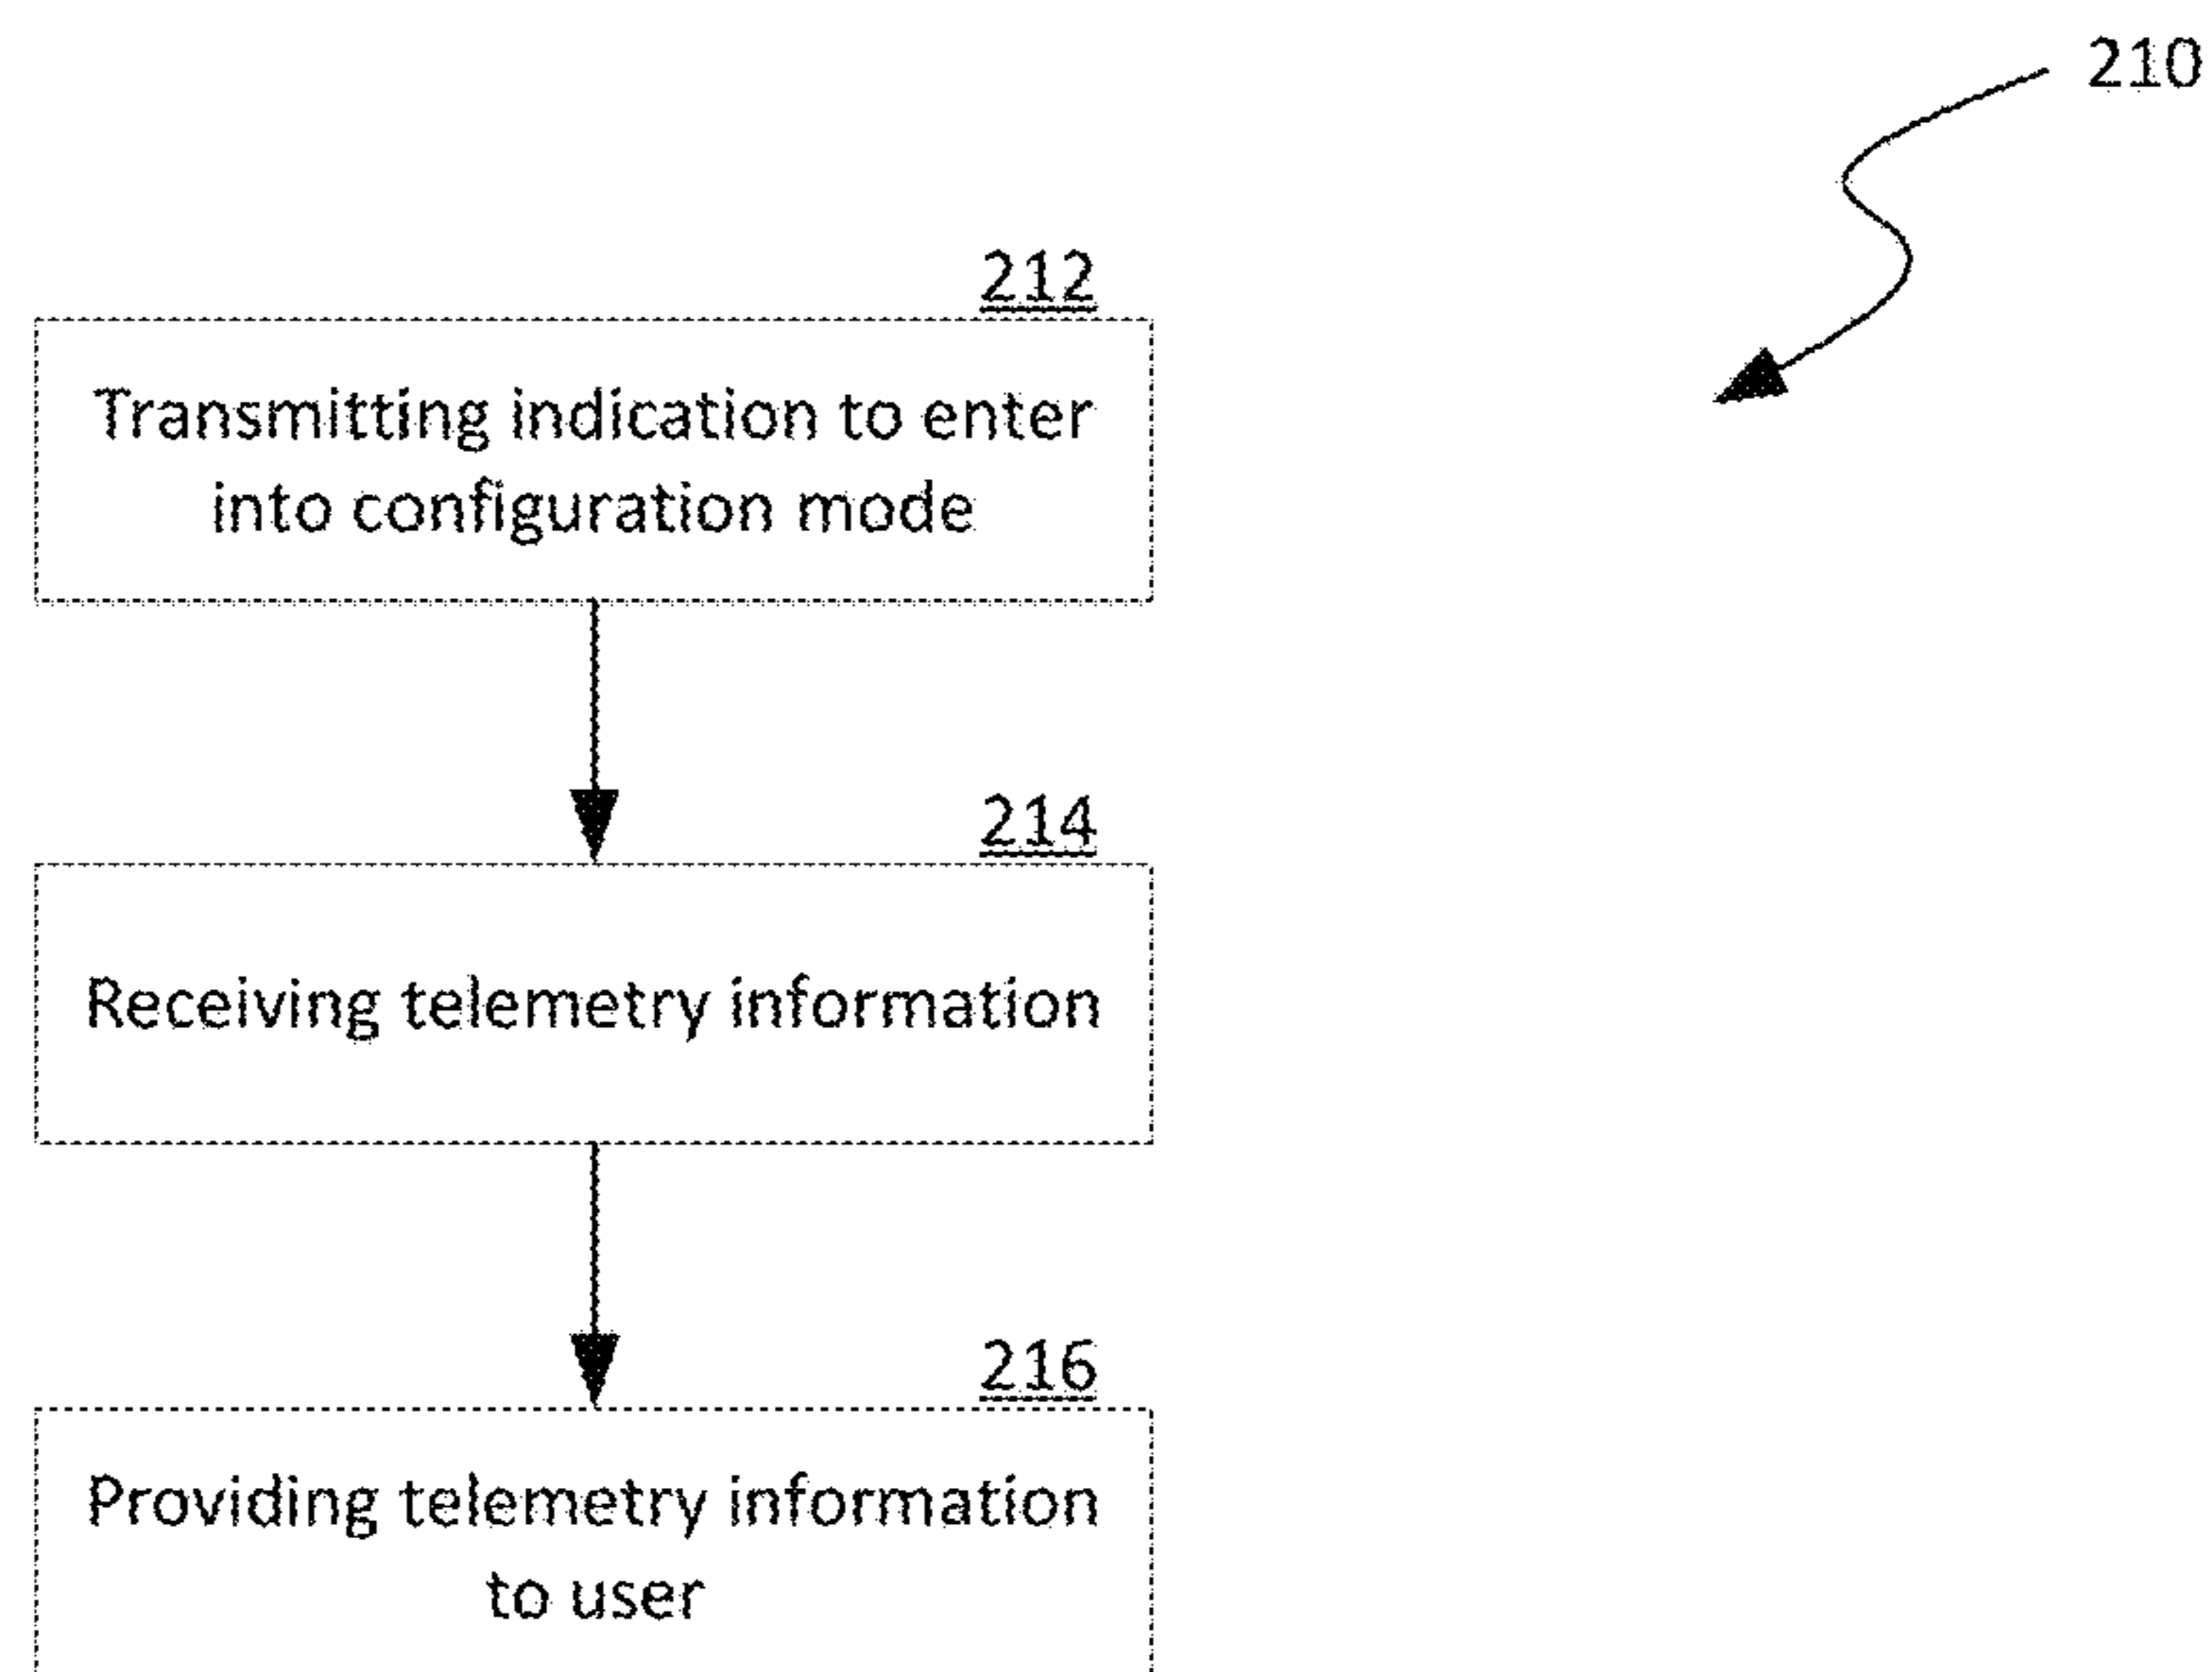 210
212
Transmitting indication to enter
into configuration mode
214
Receiving telemetry information
216
Providing telemetry information
to user